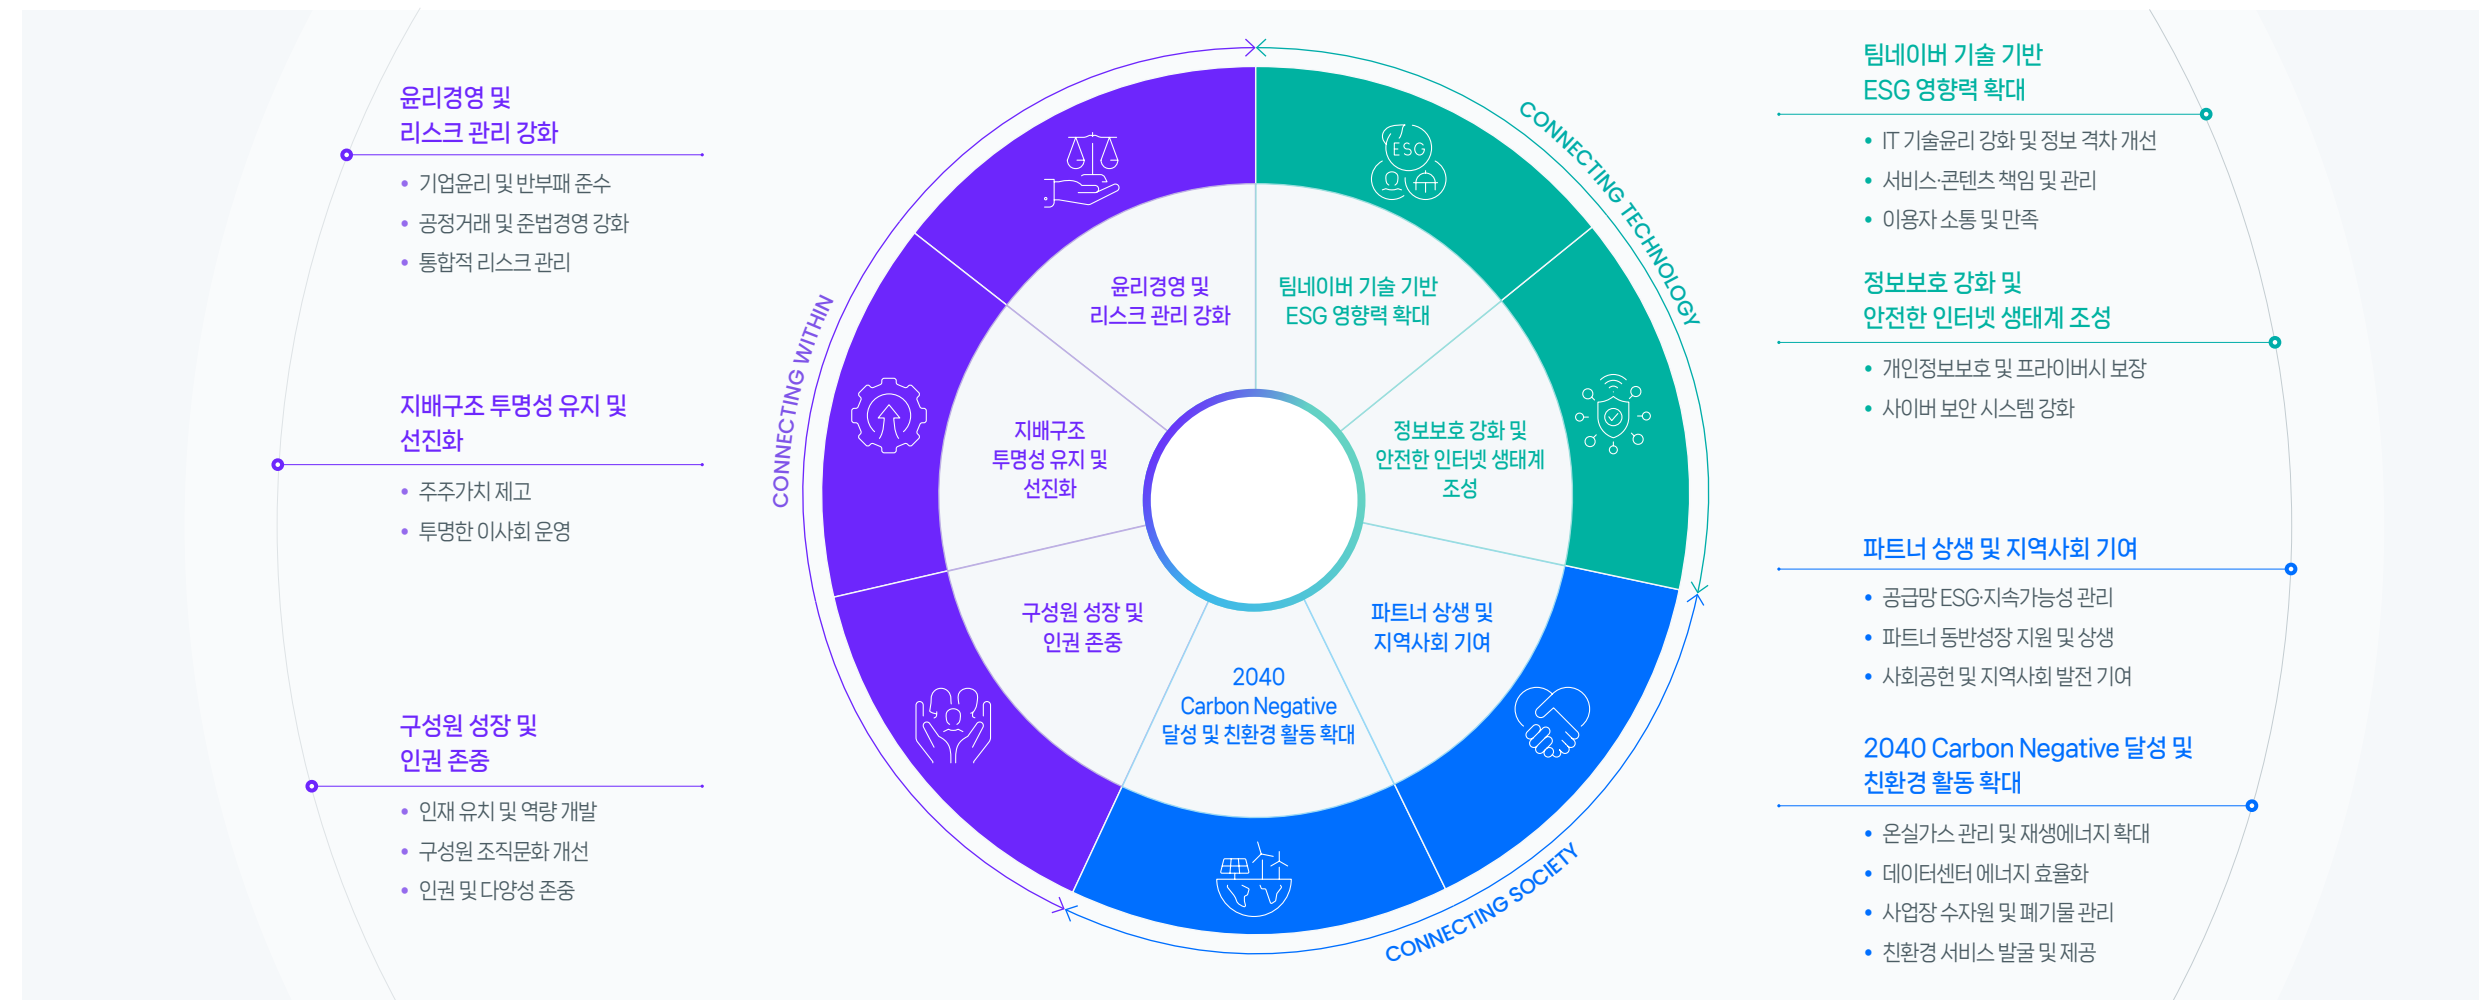 윤리경영 및
리스크 관리 강화
• 기업윤리 및 반부패 준수
• 공정거래 및 준법경영 강화
• 통합적 리스크 관리
지배구조 투명성 유지 및
선진화
• 주주가치 제고
• 투명한 이사회 운영
구성원 성장 및
인권 존중
• 인재 유치 및 역량 개발
• 구성원 조직문화 개선
• 인권 및 다양성 존중
CONNECTING WITHIN
CONNECTING TECHNOLOGY
CONNECTING SOCIETY
ESG
윤리경영 및
리스크 관리 강화
팀네이버 기술 기반
ESG 영향력 확대
지배구조
투명성 유지 및
선진화
정보보호 강화 및
안전한 인터넷 생태계
조성
구성원 성장 및
인권 존중
파트너 상생 및
지역사회 기여
2040
Carbon Negative
달성 및 친환경 활동 확대
팀네이버 기술 기반
ESG 영향력 확대
• IT 기술윤리 강화 및 정보 격차 개선
• 서비스·콘텐츠 책임 및 관리
• 이용자 소통 및 만족
정보보호 강화 및
안전한 인터넷 생태계 조성
• 개인정보보호 및 프라이버시 보장
• 사이버 보안 시스템 강화
파트너 상생 및 지역사회 기여
• 공급망 ESG·지속가능성 관리
• 파트너 동반성장 지원 및 상생
• 사회공헌 및 지역사회 발전 기여
2040 Carbon Negative 달성 및
친환경 활동 확대
• 온실가스 관리 및 재생에너지 확대
• 데이터센터 에너지 효율화
• 사업장 수자원 및 폐기물 관리
• 친환경 서비스 발굴 및 제공